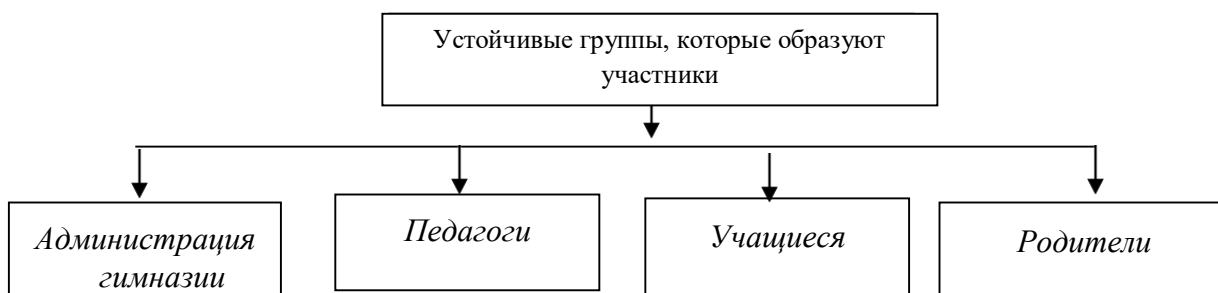 Устойчивые группы, которые образуют
участники
Администрация
гимназии
Педагоги
Учащиеся
Родители